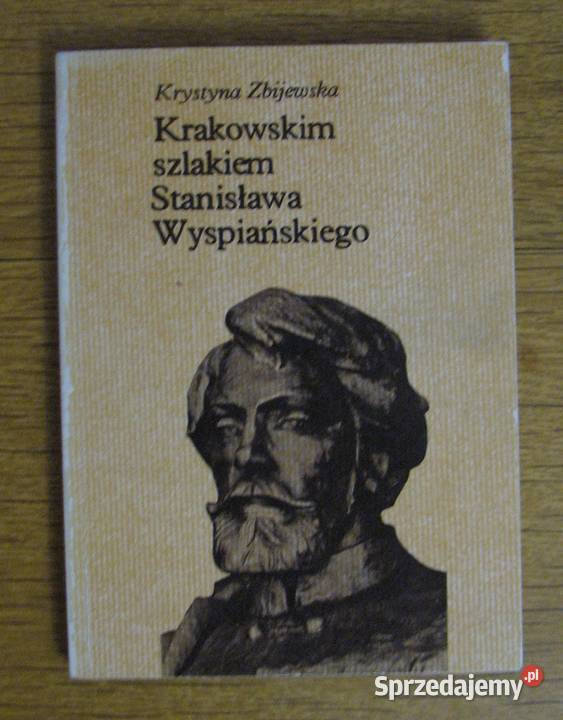 Krystyna Zbijewska
Krakowskim
szlakiem
Stanisława
Wyspiańskiego
Sprzedajemy.pl